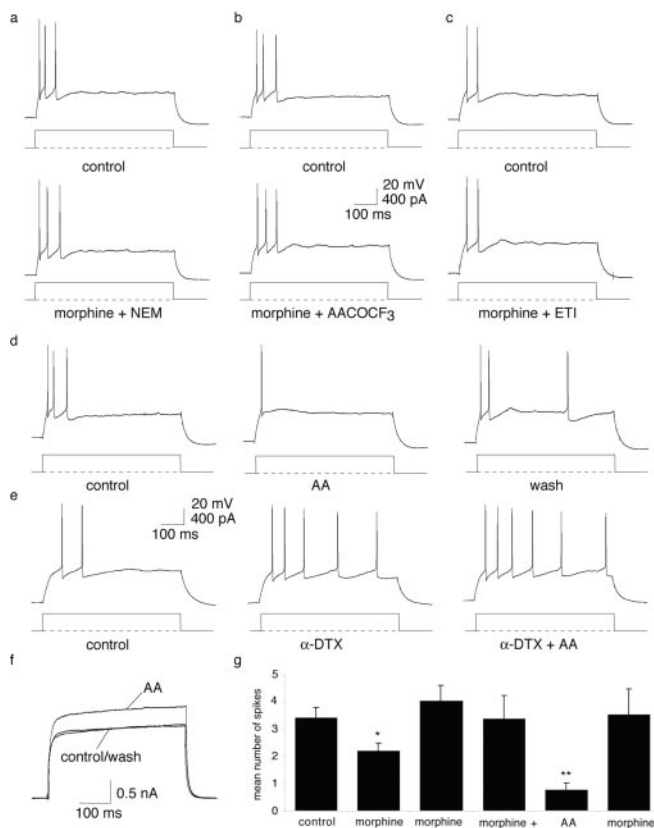 a
b
c
control
control
control
20 mV
400 pA
100 ms
morphine + NEM
morphine + AACOCF3
morphine + ETI
d
control
AA
wash
e
20 mV
400 pA
100 ms
control
α-DTX
α-DTX + AA
f
AA
control/wash
0.5 nA
100 ms
g
mean number of spikes
5
4
3
2
1
0
*
**
control
morphine
morphine
morphine +
AA
morphine